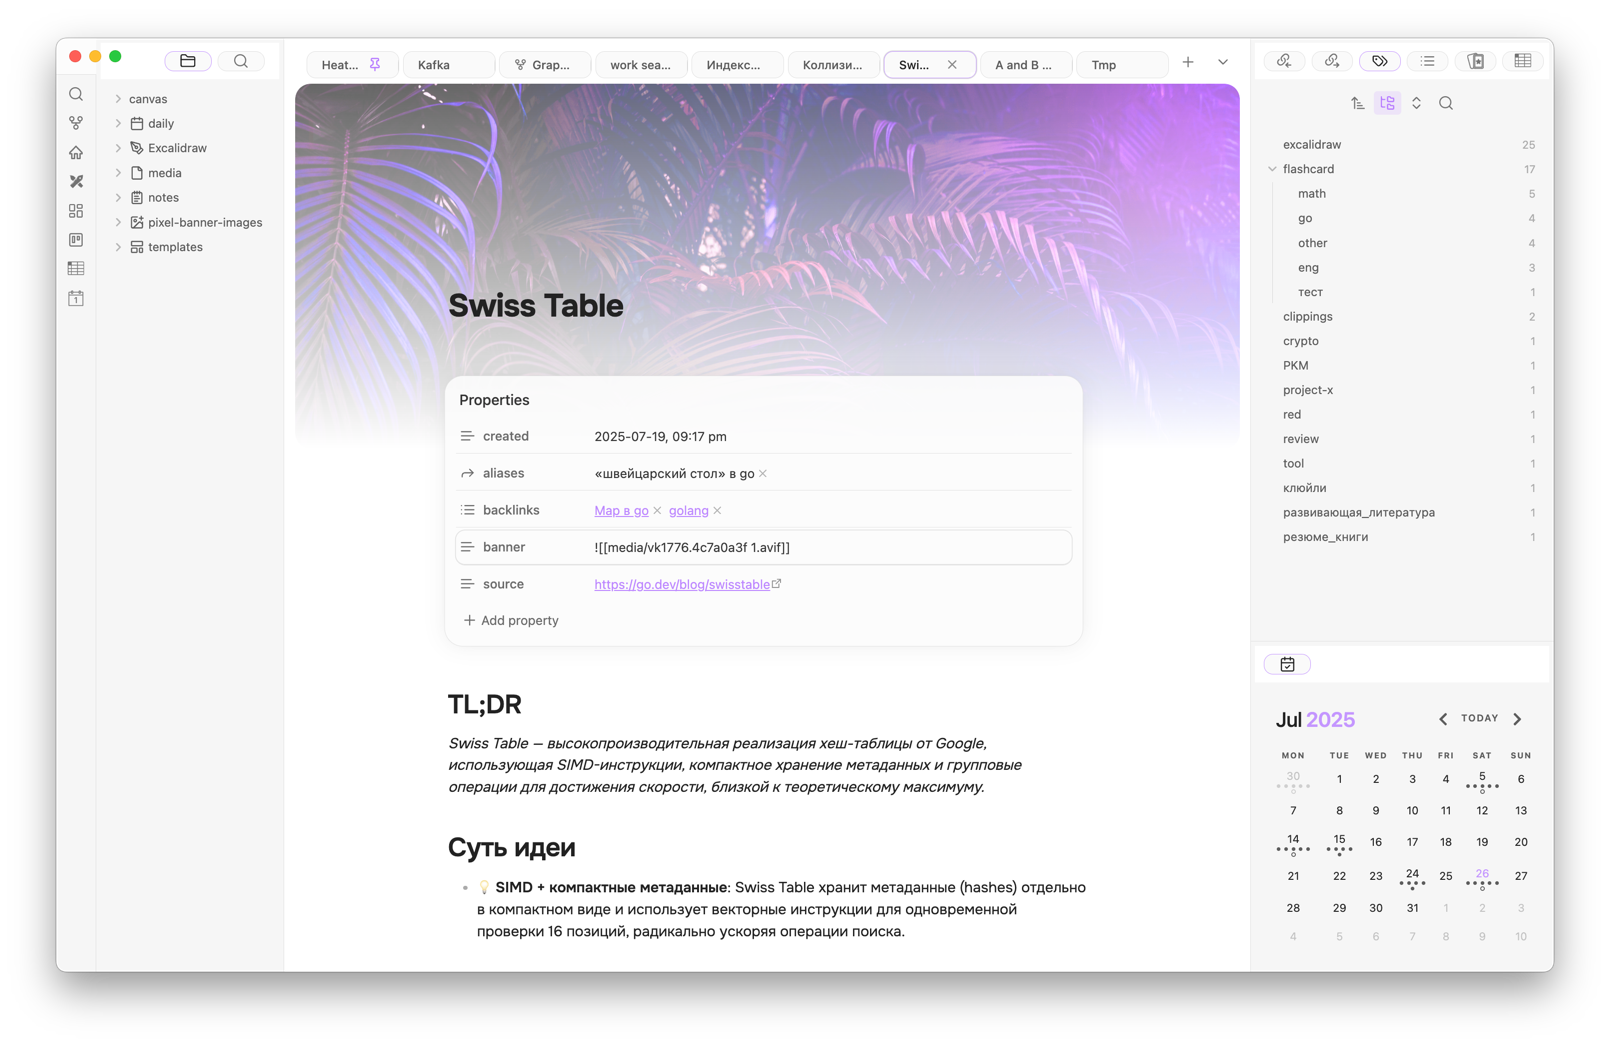 Heat...
Kafka
Grap...
work sea...
Индекс...
Коллизи...
Swi...
A and B ...
Tmp
canvas
daily
Excalidraw
media
notes
pixel-banner-images
templates
1
Swiss Table
Properties
created 2025-07-19, 09:17 pm
aliases «швейцарский стол» в go
backlinks Map в go golang
banner ![[media/vk1776.4c7a0a3f 1.avif]]
source https://go.dev/blog/swisstable
Add property
TL;DR
Swiss Table — высокопроизводительная реализация хеш-таблицы от Google,
использующая SIMD-инструкции, компактное хранение метаданных и групповые
операции для достижения скорости, близкой к теоретическому максимуму.
Суть идеи
SIMD + компактные метаданные: Swiss Table хранит метаданные (hashes) отдельно
в компактном виде и использует векторные инструкции для одновременной
проверки 16 позиций, радикально ускоряя операции поиска.
excalidraw 25
flashcard 17
math 5
go 4
other 4
eng 3
тест 1
clippings 2
crypto 1
PKM 1
project-x 1
red 1
review 1
tool 1
клюйли 1
развивающая_литература 1
резюме_книги 1
Jul 2025 TODAY
MON TUE WED THU FRI SAT SUN
30 1 2 3 4 5 6
7 8 9 10 11 12 13
14 15 16 17 18 19 20
21 22 23 24 25 26 27
28 29 30 31 1 2 3
4 5 6 7 8 9 10